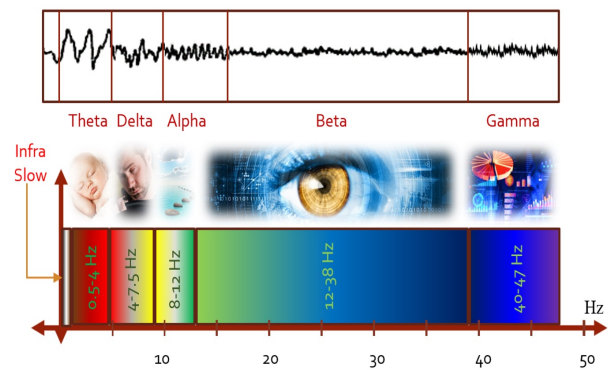 Theta Delta Alpha Beta Gamma
Infra
Slow
0.5-4 Hz
4-7.5 Hz
8-12 Hz
12-38 Hz
40-47 Hz
Hz
10 20 30 40 50